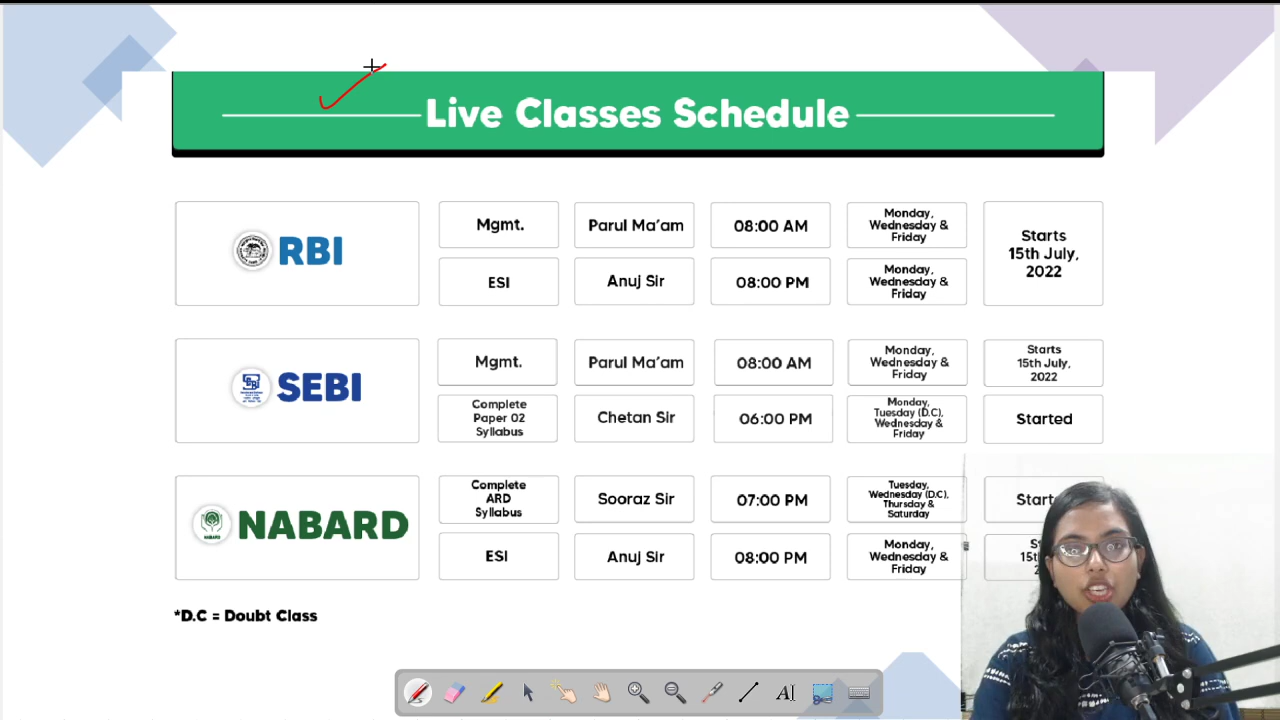 Live Classes Schedule
RBI
Mgmt.
Parul Ma'am
08:00 AM
Monday,
Wednesday &
Friday
Starts
15th July,
2022
ESI
Anuj Sir
08:00 PM
Monday,
Wednesday &
Friday
SEBI
Mgmt.
Parul Ma'am
08:00 AM
Monday,
Wednesday &
Friday
Starts
15th July,
2022
Complete
Paper 02
Syllabus
Chetan Sir
06:00 PM
Monday,
Tuesday (D.C),
Wednesday &
Friday
Started
NABARD
NABARD
Complete
ARD
Syllabus
Sooraz Sir
07:00 PM
Tuesday,
Wednesday (D.C),
Thursday &
Saturday
ESI
Anuj Sir
08:00 PM
Monday,
Wednesday &
Friday
*D.C = Doubt Class